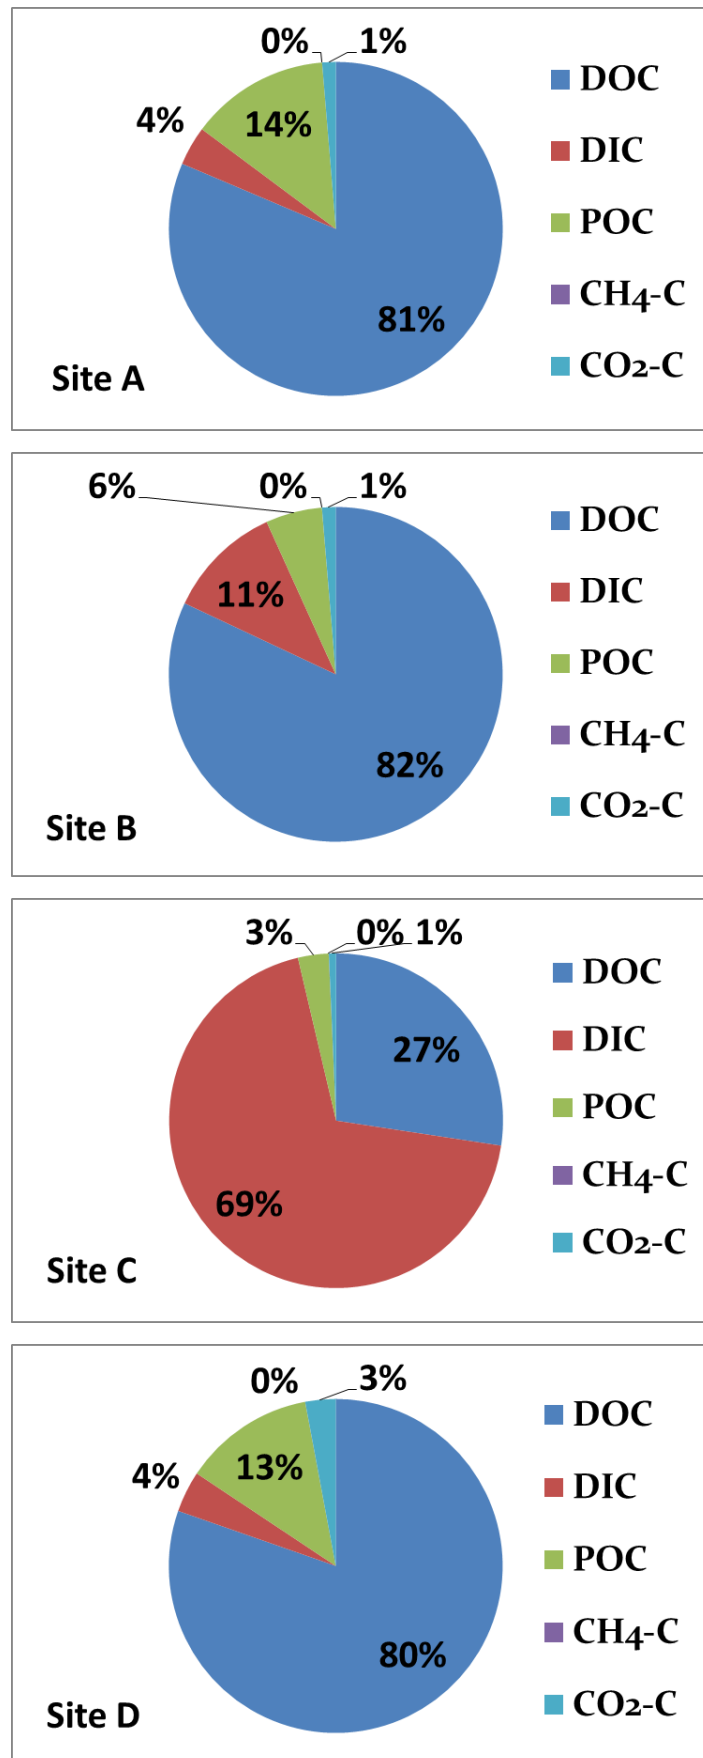 0% 1%
DOC
4% 14%
DIC
POC
CH4-C
81%
CO2-C
Site A
6% 0% 1%
DOC
11%
DIC
POC
CH4-C
82%
CO2-C
Site B
3% 0% 1%
DOC
27%
DIC
POC
CH4-C
69%
CO2-C
Site C
0% 3%
DOC
4% 13%
DIC
POC
CH4-C
80%
CO2-C
Site D